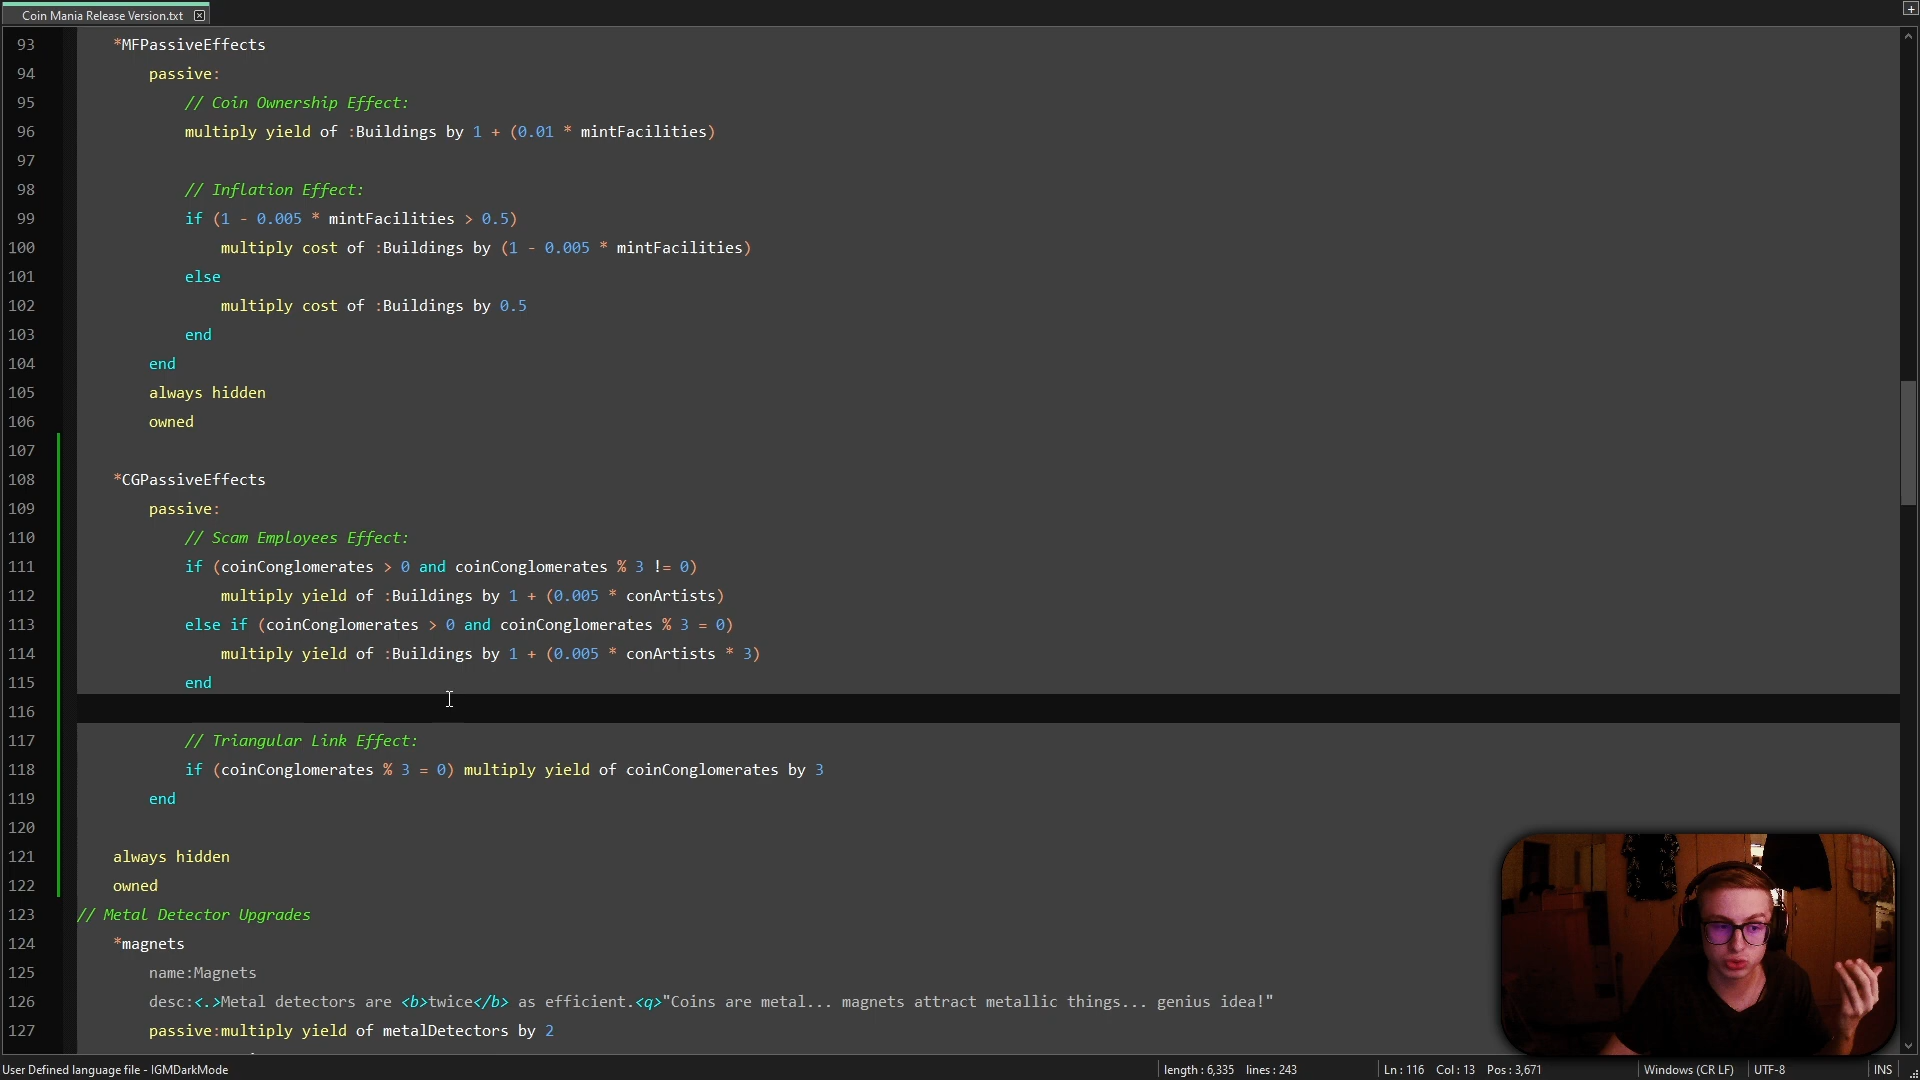 Coin Mania Release Version.txt
93 *MFPassiveEffects
94 passive:
95 // Coin Ownership Effect:
96 multiply yield of :Buildings by 1 + (0.01 * mintFacilities)
97
98 // Inflation Effect:
99 if (1 - 0.005 * mintFacilities > 0.5)
100 multiply cost of :Buildings by (1 - 0.005 * mintFacilities)
101 else
102 multiply cost of :Buildings by 0.5
103 end
104 end
105 always hidden
106 owned
107
108 *CGPassiveEffects
109 passive:
110 // Scam Employees Effect:
111 if (coinConglomerates > 0 and coinConglomerates % 3 != 0)
112 multiply yield of :Buildings by 1 + (0.005 * conArtists)
113 else if (coinConglomerates > 0 and coinConglomerates % 3 = 0)
114 multiply yield of :Buildings by 1 + (0.005 * conArtists * 3)
115 end
116
117 // Triangular Link Effect:
118 if (coinConglomerates % 3 = 0) multiply yield of coinConglomerates by 3
119 end
120
121 always hidden
122 owned
123 // Metal Detector Upgrades
124 *magnets
125 name:Magnets
126 desc:<.>Metal detectors are <b>twice</b> as efficient.<q>"Coins are metal... magnets attract metallic things... genius idea!"
127 passive:multiply yield of metalDetectors by 2
User Defined language file - IGMDarkMode length : 6,335 lines : 243 Ln : 116 Col : 13 Pos : 3,671 Windows (CR LF) UTF-8 INS